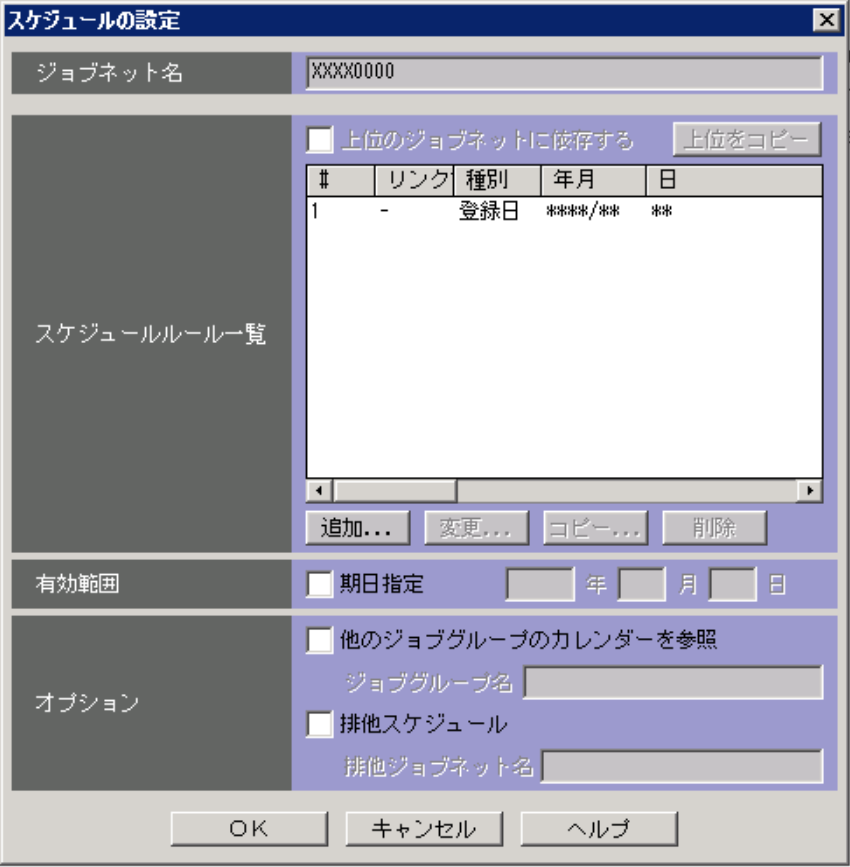 スケジュールの設定
ジョブネット名 XXXX0000
上位のジョブネットに依存する 上位をコピー
# リンク 種別 年月 日
1 - 登録日 ****/** **
スケジュールルール一覧
追加... 変更... コピー... 削除
有効範囲 期日指定 年 月 日
他のジョブグループのカレンダーを参照
ジョブグループ名
オプション
排他スケジュール
排他ジョブネット名
OK キャンセル ヘルプ